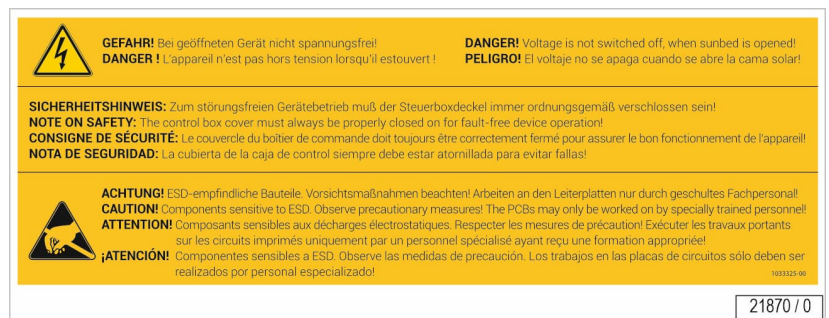 GEFAHR! Bei geöffneten Gerät nicht spannungsfrei!
DANGER ! L'appareil n'est pas hors tension lorsqu'il estouvert !
DANGER! Voltage is not switched off, when sunbed is opened!
PELIGRO! El voltaje no se apaga cuando se abre la cama solar!
SICHERHEITSHINWEIS: Zum störungsfreien Gerätebetrieb muß der Steuerboxdeckel immer ordnungsgemäß verschlossen sein!
NOTE ON SAFETY: The control box cover must always be properly closed on for fault-free device operation!
CONSIGNE DE SÉCURITÉ: Le couvercle du boîtier de commande doit toujours être correctement fermé pour assurer le bon fonctionnement de l'appareil!
NOTA DE SEGURIDAD: La cubierta de la caja de control siempre debe estar atornillada para evitar fallas!
ACHTUNG! ESD-empfindliche Bauteile. Vorsichtsmaßnahmen beachten! Arbeiten an den Leiterplatten nur durch geschultes Fachpersonal!
CAUTION! Components sensitive to ESD. Observe precautionary measures! The PCBs may only be worked on by specially trained personnel!
ATTENTION! Composants sensibles aux décharges électrostatiques. Respecter les mesures de précaution! Exécuter les travaux portants
sur les circuits imprimés uniquement par un personnel spécialisé ayant reçu une formation appropriée!
¡ATENCIÓN! Componentes sensibles a ESD. Observe las medidas de precaución. Los trabajos en las placas de circuitos sólo deben ser
realizados por personal especializado!
1033325-00
21870 / 0